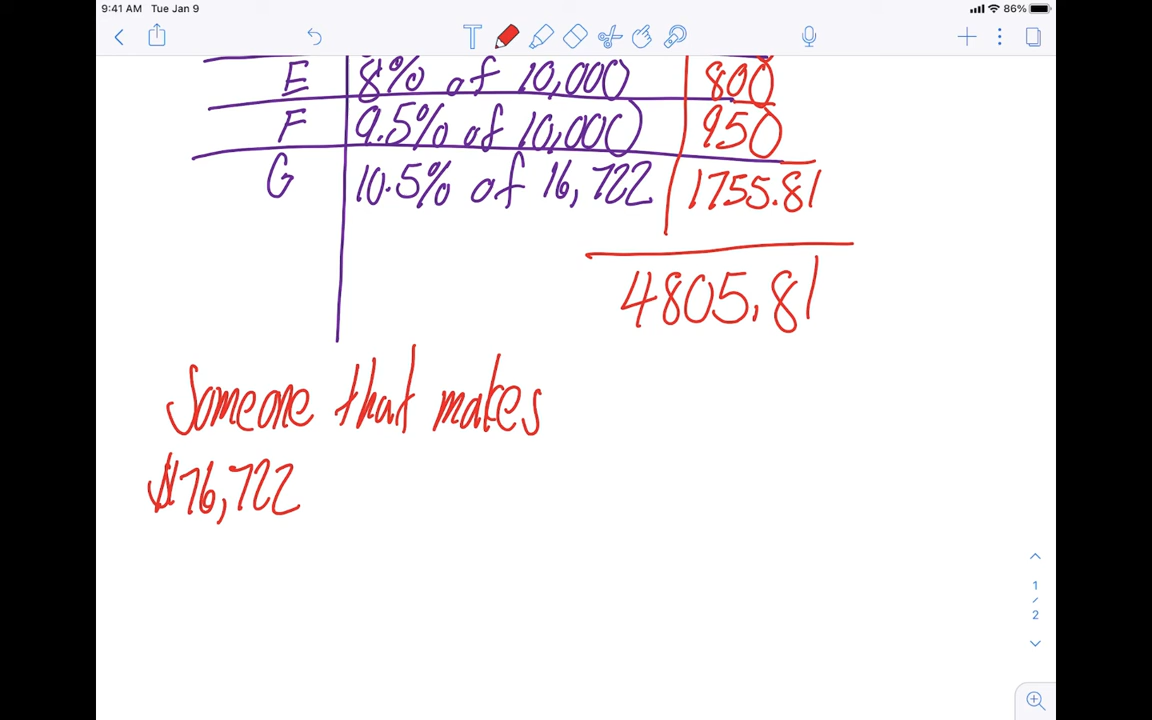 9:41 AM Tue Jan 9 86%
E 8% of 10,000 800
F 9.5% of 10,000 950
G 10.5% of 16,722 1755.81
4805.81
Someone that makes
$76,722
1
/
2